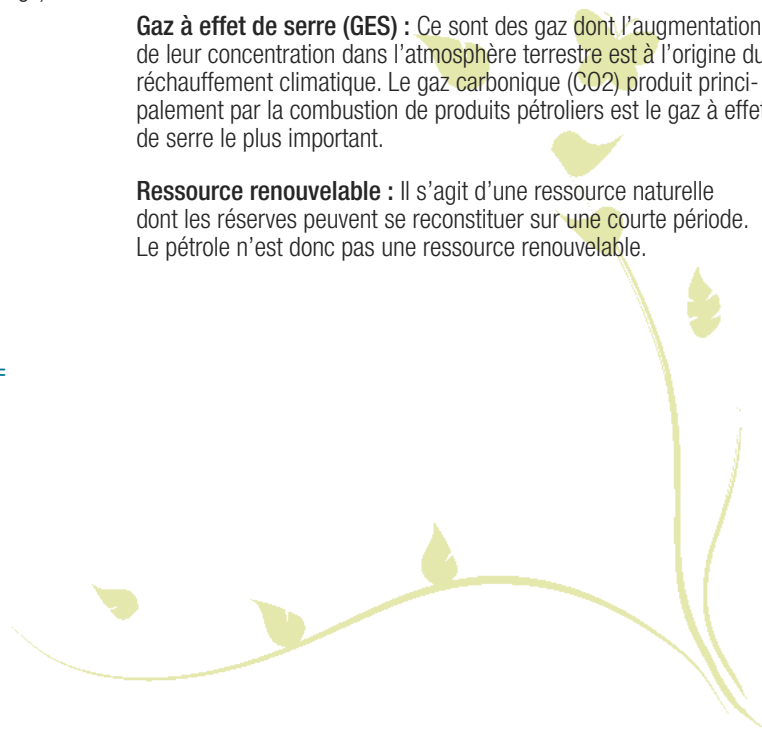 Gaz à effet de serre (GES) : Ce sont des gaz dont l'augmentation
de leur concentration dans l'atmosphère terrestre est à l'origine du
réchauffement climatique. Le gaz carbonique (CO2) produit princi-
palement par la combustion de produits pétroliers est le gaz à effet
de serre le plus important.
Ressource renouvelable : Il s'agit d'une ressource naturelle
dont les réserves peuvent se reconstituer sur une courte période.
Le pétrole n'est donc pas une ressource renouvelable.